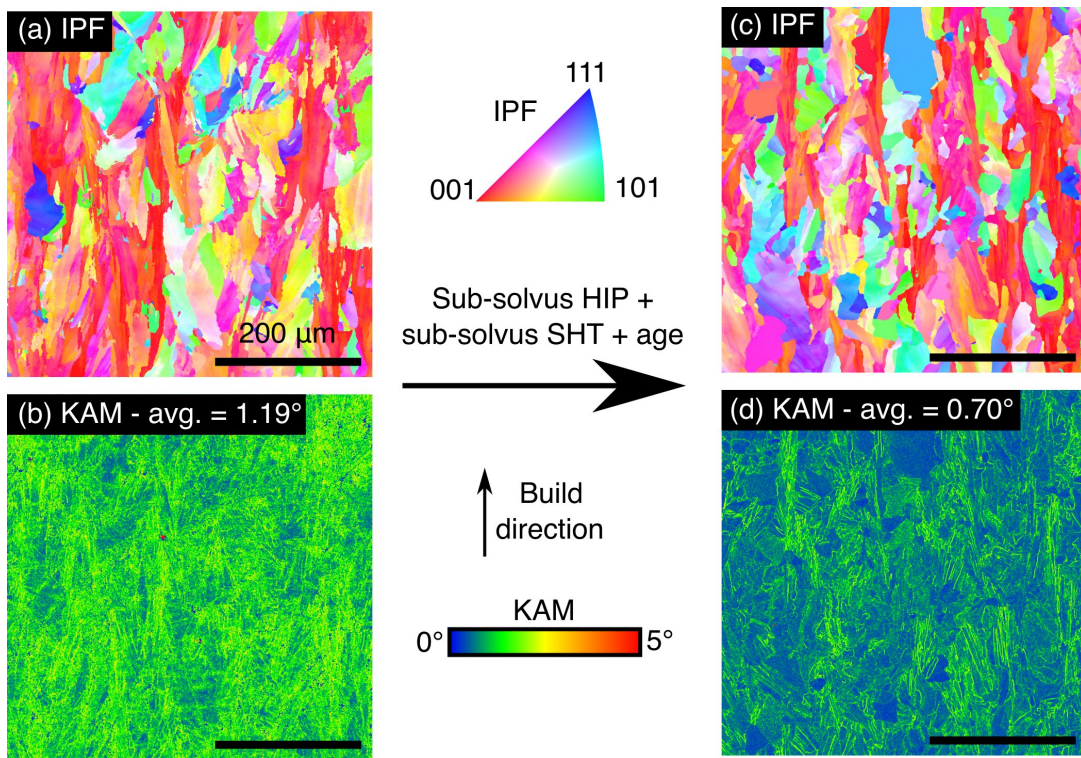 (a) IPF
200 μm
(b) KAM - avg. = 1.19°
111
IPF
001
101
Sub-solvus HIP +
sub-solvus SHT + age
Build
direction
KAM
0°
5°
(c) IPF
(d) KAM - avg. = 0.70°